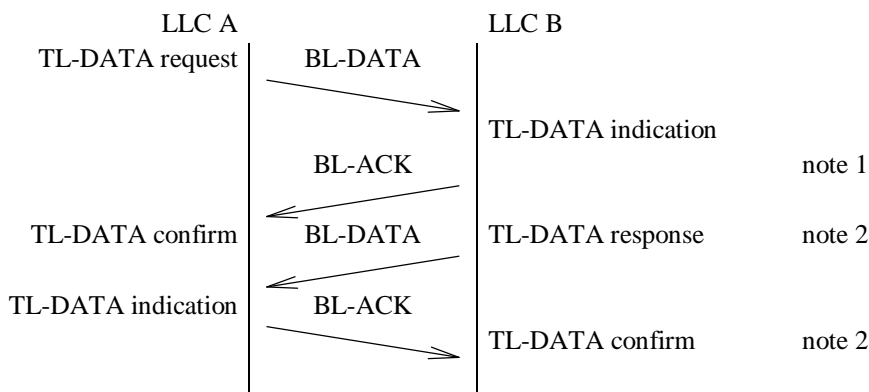 LLC A LLC B
TL-DATA request BL-DATA
TL-DATA indication
BL-ACK note 1
TL-DATA confirm BL-DATA TL-DATA response note 2
TL-DATA indication BL-ACK
TL-DATA confirm note 2